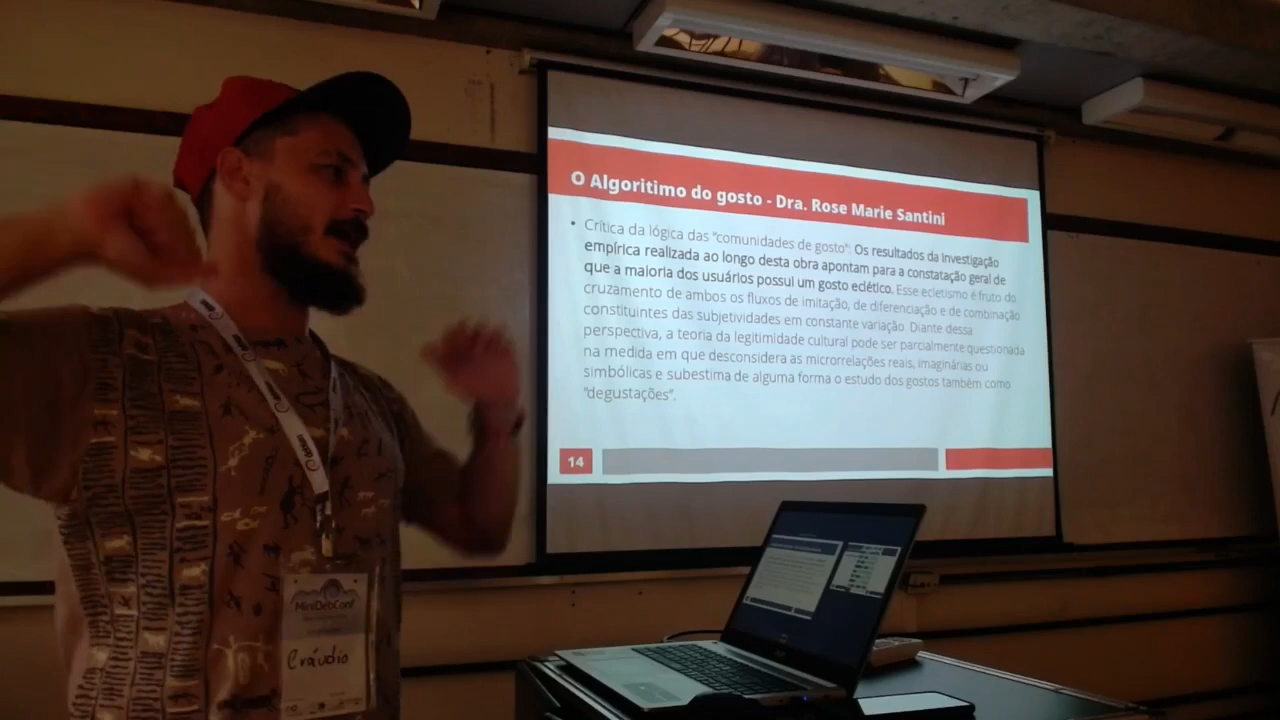 O Algoritimo do gosto - Dra. Rose Marie Santini
• Crítica da lógica das "comunidades de gosto": Os resultados da investigação
empírica realizada ao longo desta obra apontam para a constatação geral de
que a maioria dos usuários possui um gosto eclético. Esse ecletismo é fruto do
cruzamento de ambos os fluxos de imitação, de diferenciação e de combinação
constituintes das subjetividades em constante variação. Diante dessa
perspectiva, a teoria da legitimidade cultural pode ser parcialmente questionada
na medida em que desconsidera as microrrelações reais, imaginárias ou
simbólicas e subestima de alguma forma o estudo dos gostos também como
"degustações".
14
debian
MiniDebConf
Cráudio